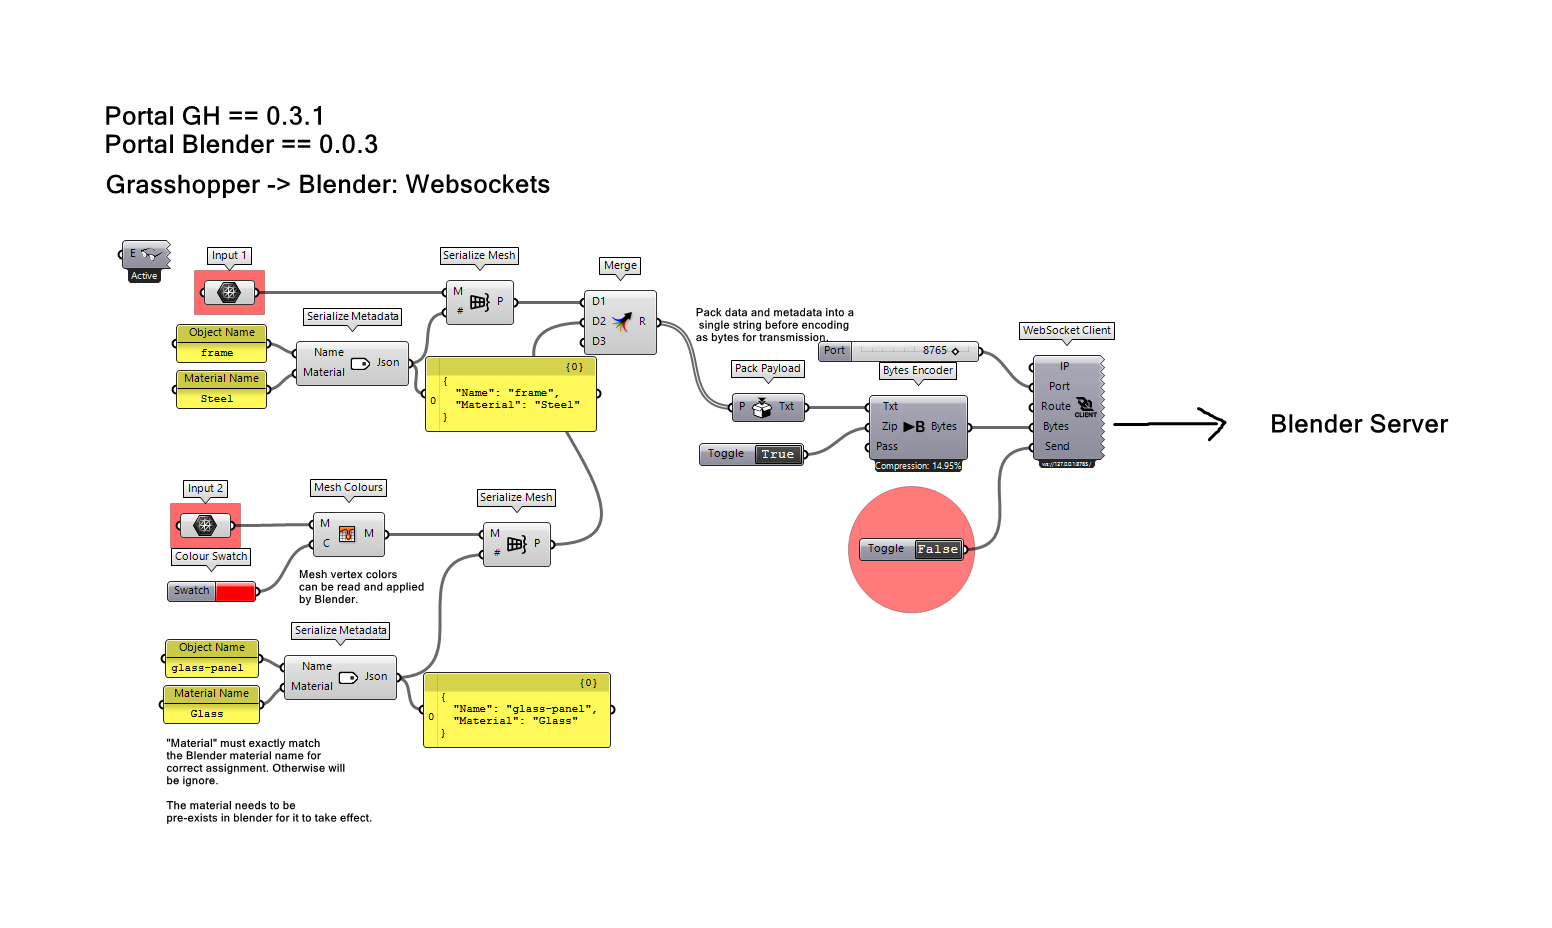 Portal GH == 0.3.1
Portal Blender == 0.0.3
Grasshopper -> Blender: Websockets
E
Active
Input 1
Object Name
frame
Material Name
Steel
Serialize Metadata
Name
Material
Json
Serialize Mesh
M
#
P
{0}
0
{
"Name": "frame",
"Material": "Steel"
}
Merge
D1
D2
D3
R
Pack data and metadata into a
single string before encoding
as bytes for transmission.
Port
8765
Pack Payload
P
Txt
Toggle
True
Bytes Encoder
Txt
Zip
Pass
B
Bytes
Compression: 14.95%
WebSocket Client
IP
Port
Route
Bytes
Send
CLIENT
ws://127.0.0.1:8765/
Blender Server
Toggle
False
Input 2
Colour Swatch
Swatch
Mesh Colours
M
C
M
Mesh vertex colors
can be read and applied
by Blender.
Serialize Mesh
M
#
P
Serialize Metadata
Object Name
glass-panel
Material Name
Glass
Name
Material
Json
{0}
0
{
"Name": "glass-panel",
"Material": "Glass"
}
"Material" must exactly match
the Blender material name for
correct assignment. Otherwise will
be ignore.
The material needs to be
pre-exists in blender for it to take effect.